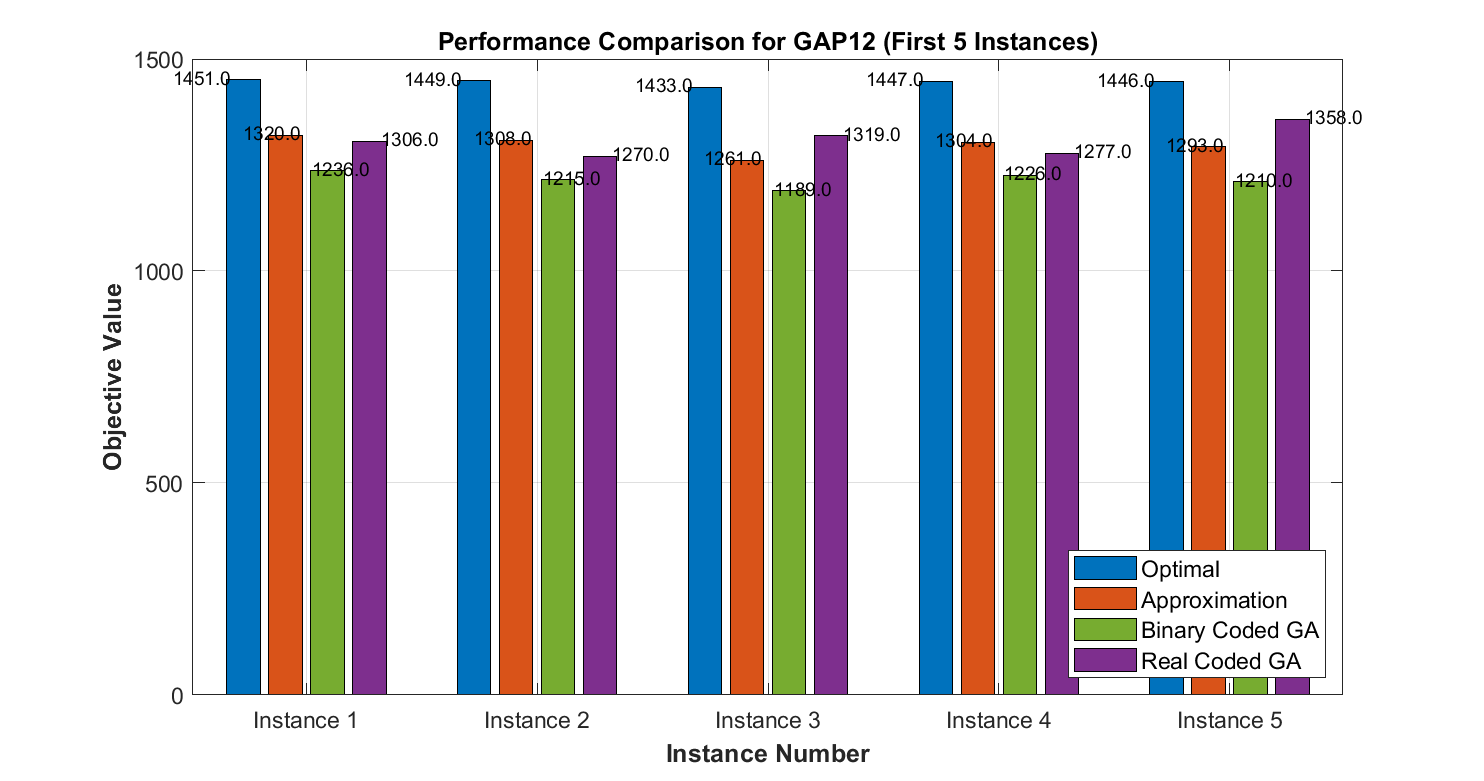 Performance Comparison for GAP12 (First 5 Instances)
1500
1000
500
0
Objective Value
1451.0
1320.0
1236.0
1306.0
1449.0
1308.0
1215.0
1270.0
1433.0
1261.0
1189.0
1319.0
1447.0
1304.0
1226.0
1277.0
1446.0
1293.0
1210.0
1358.0
Optimal
Approximation
Binary Coded GA
Real Coded GA
Instance 1
Instance 2
Instance 3
Instance 4
Instance 5
Instance Number